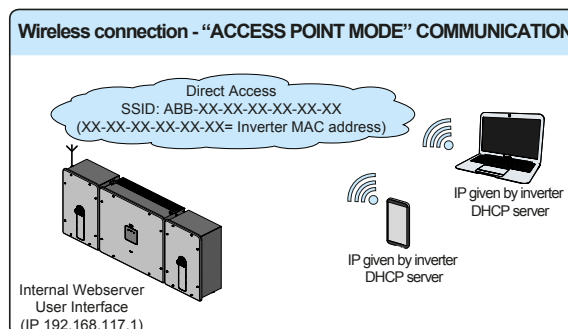 Wireless connection - “ACCESS POINT MODE” COMMUNICATION
Direct Access
SSID: ABB-XX-XX-XX-XX-XX-XX
(XX-XX-XX-XX-XX-XX= Inverter MAC address)
IP given by inverter
DHCP server
IP given by inverter
DHCP server
Internal Webserver
User Interface
(IP 192.168.117.1)